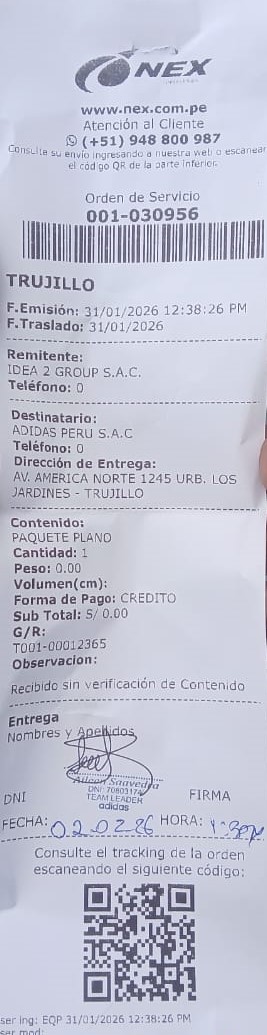 NEX
www.nex.com.pe
Atención al Cliente
(+51) 948 800 987
Consulte su envío ingresando a nuestra web o escanear
el código QR de la parte inferior.
Orden de Servicio
001-030956
TRUJILLO
F.Emisión: 31/01/2026 12:38:26 PM
F.Traslado: 31/01/2026
Remitente:
IDEA 2 GROUP S.A.C.
Teléfono: 0
Destinatario:
ADIDAS PERU S.A.C
Teléfono: 0
Dirección de Entrega:
AV. AMERICA NORTE 1245 URB. LOS
JARDINES - TRUJILLO
Contenido:
PAQUETE PLANO
Cantidad: 1
Peso: 0.00
Volumen(cm):
Forma de Pago: CREDITO
Sub Total: S/ 0.00
G/R:
T001-00012365
Observacion:
Recibido sin verificación de Contenido
Entrega
Nombres y Apellidos
Saavedra
TEAM LEADER
adidas
DNI FIRMA
FECHA: 02.02.26 HORA:
Consulte el tracking de la orden
escaneando el siguiente código:
ser ing: EQP 31/01/2026 12:38:26 PM
ser mod: